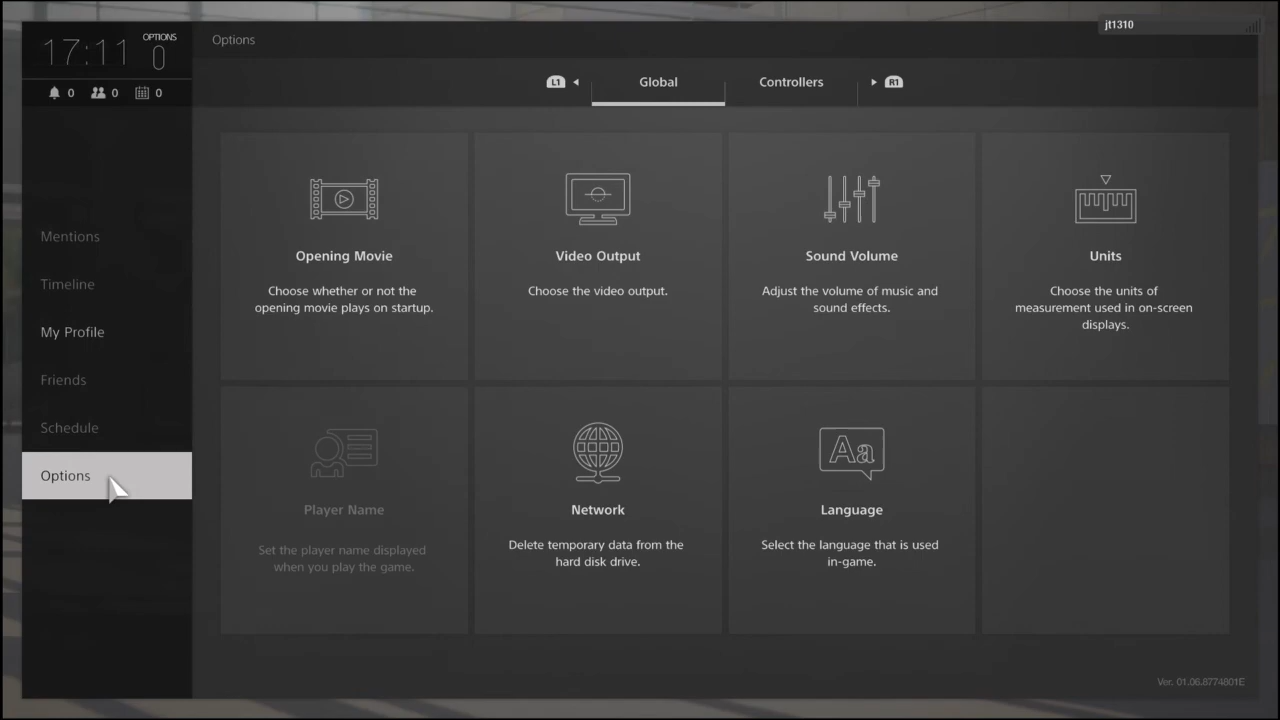 17:11
OPTIONS
0 0 0
Options
jt1310
L1 Global Controllers R1
Mentions
Timeline
My Profile
Friends
Schedule
Options
Opening Movie
Choose whether or not the
opening movie plays on startup.
Video Output
Choose the video output.
Sound Volume
Adjust the volume of music and
sound effects.
Units
Choose the units of
measurement used in on-screen
displays.
Player Name
Set the player name displayed
when you play the game.
Network
Delete temporary data from the
hard disk drive.
Aa
Language
Select the language that is used
in-game.
Ver. 01.06.8774801E